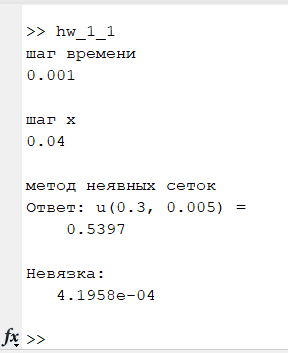 >> hw_1_1
шаг времени
0.001
шаг x
0.04
метод неявных сеток
Ответ: u(0.3, 0.005) =
0.5397
Невязка:
4.1958e-04
fx >>